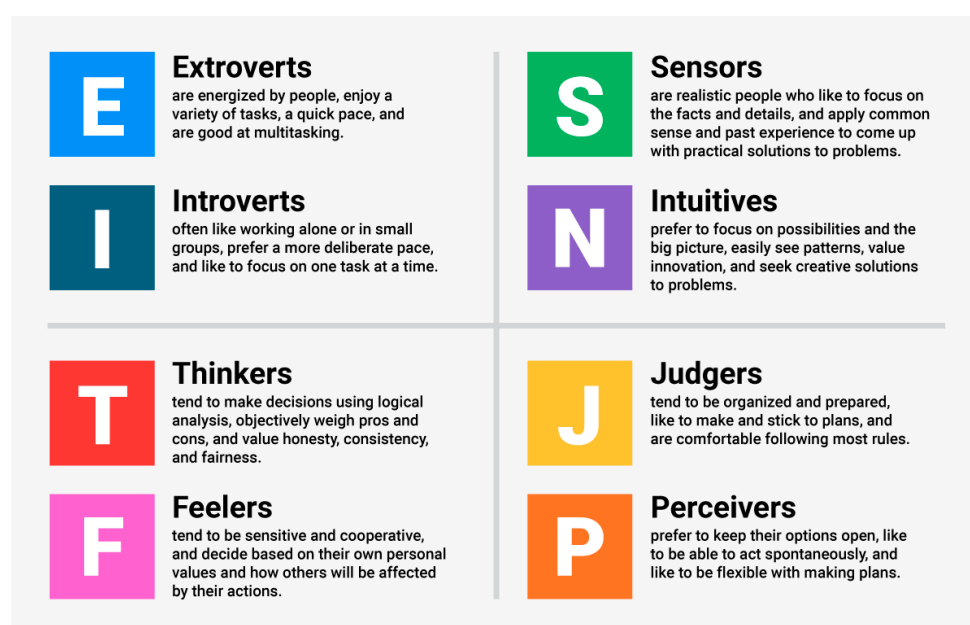 E
Extroverts
are energized by people, enjoy a
variety of tasks, a quick pace, and
are good at multitasking.
I
Introverts
often like working alone or in small
groups, prefer a more deliberate pace,
and like to focus on one task at a time.
S
Sensors
are realistic people who like to focus on
the facts and details, and apply common
sense and past experience to come up
with practical solutions to problems.
N
Intuitives
prefer to focus on possibilities and the
big picture, easily see patterns, value
innovation, and seek creative solutions
to problems.
T
Thinkers
tend to make decisions using logical
analysis, objectively weigh pros and
cons, and value honesty, consistency,
and fairness.
F
Feelers
tend to be sensitive and cooperative,
and decide based on their own personal
values and how others will be affected
by their actions.
J
Judgers
tend to be organized and prepared,
like to make and stick to plans, and
are comfortable following most rules.
P
Perceivers
prefer to keep their options open, like
to be able to act spontaneously, and
like to be flexible with making plans.